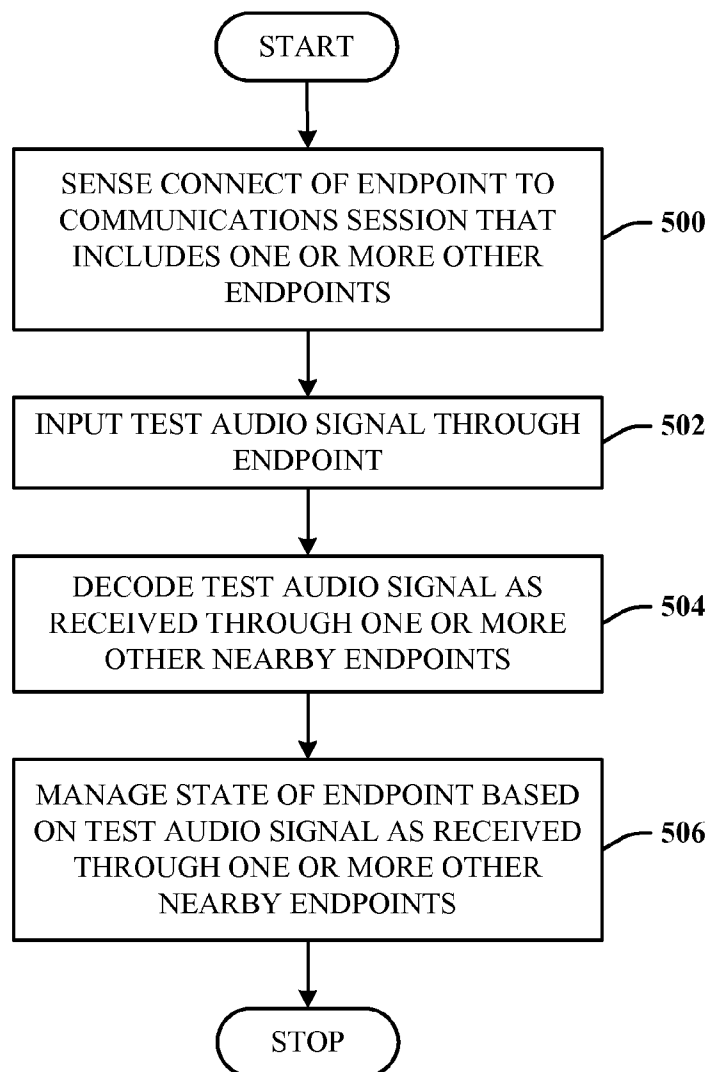 START
SENSE CONNECT OF ENDPOINT TO
COMMUNICATIONS SESSION THAT
INCLUDES ONE OR MORE OTHER
ENDPOINTS
500
INPUT TEST AUDIO SIGNAL THROUGH
ENDPOINT
502
DECODE TEST AUDIO SIGNAL AS
RECEIVED THROUGH ONE OR MORE
OTHER NEARBY ENDPOINTS
504
MANAGE STATE OF ENDPOINT BASED
ON TEST AUDIO SIGNAL AS RECEIVED
THROUGH ONE OR MORE OTHER
NEARBY ENDPOINTS
506
STOP